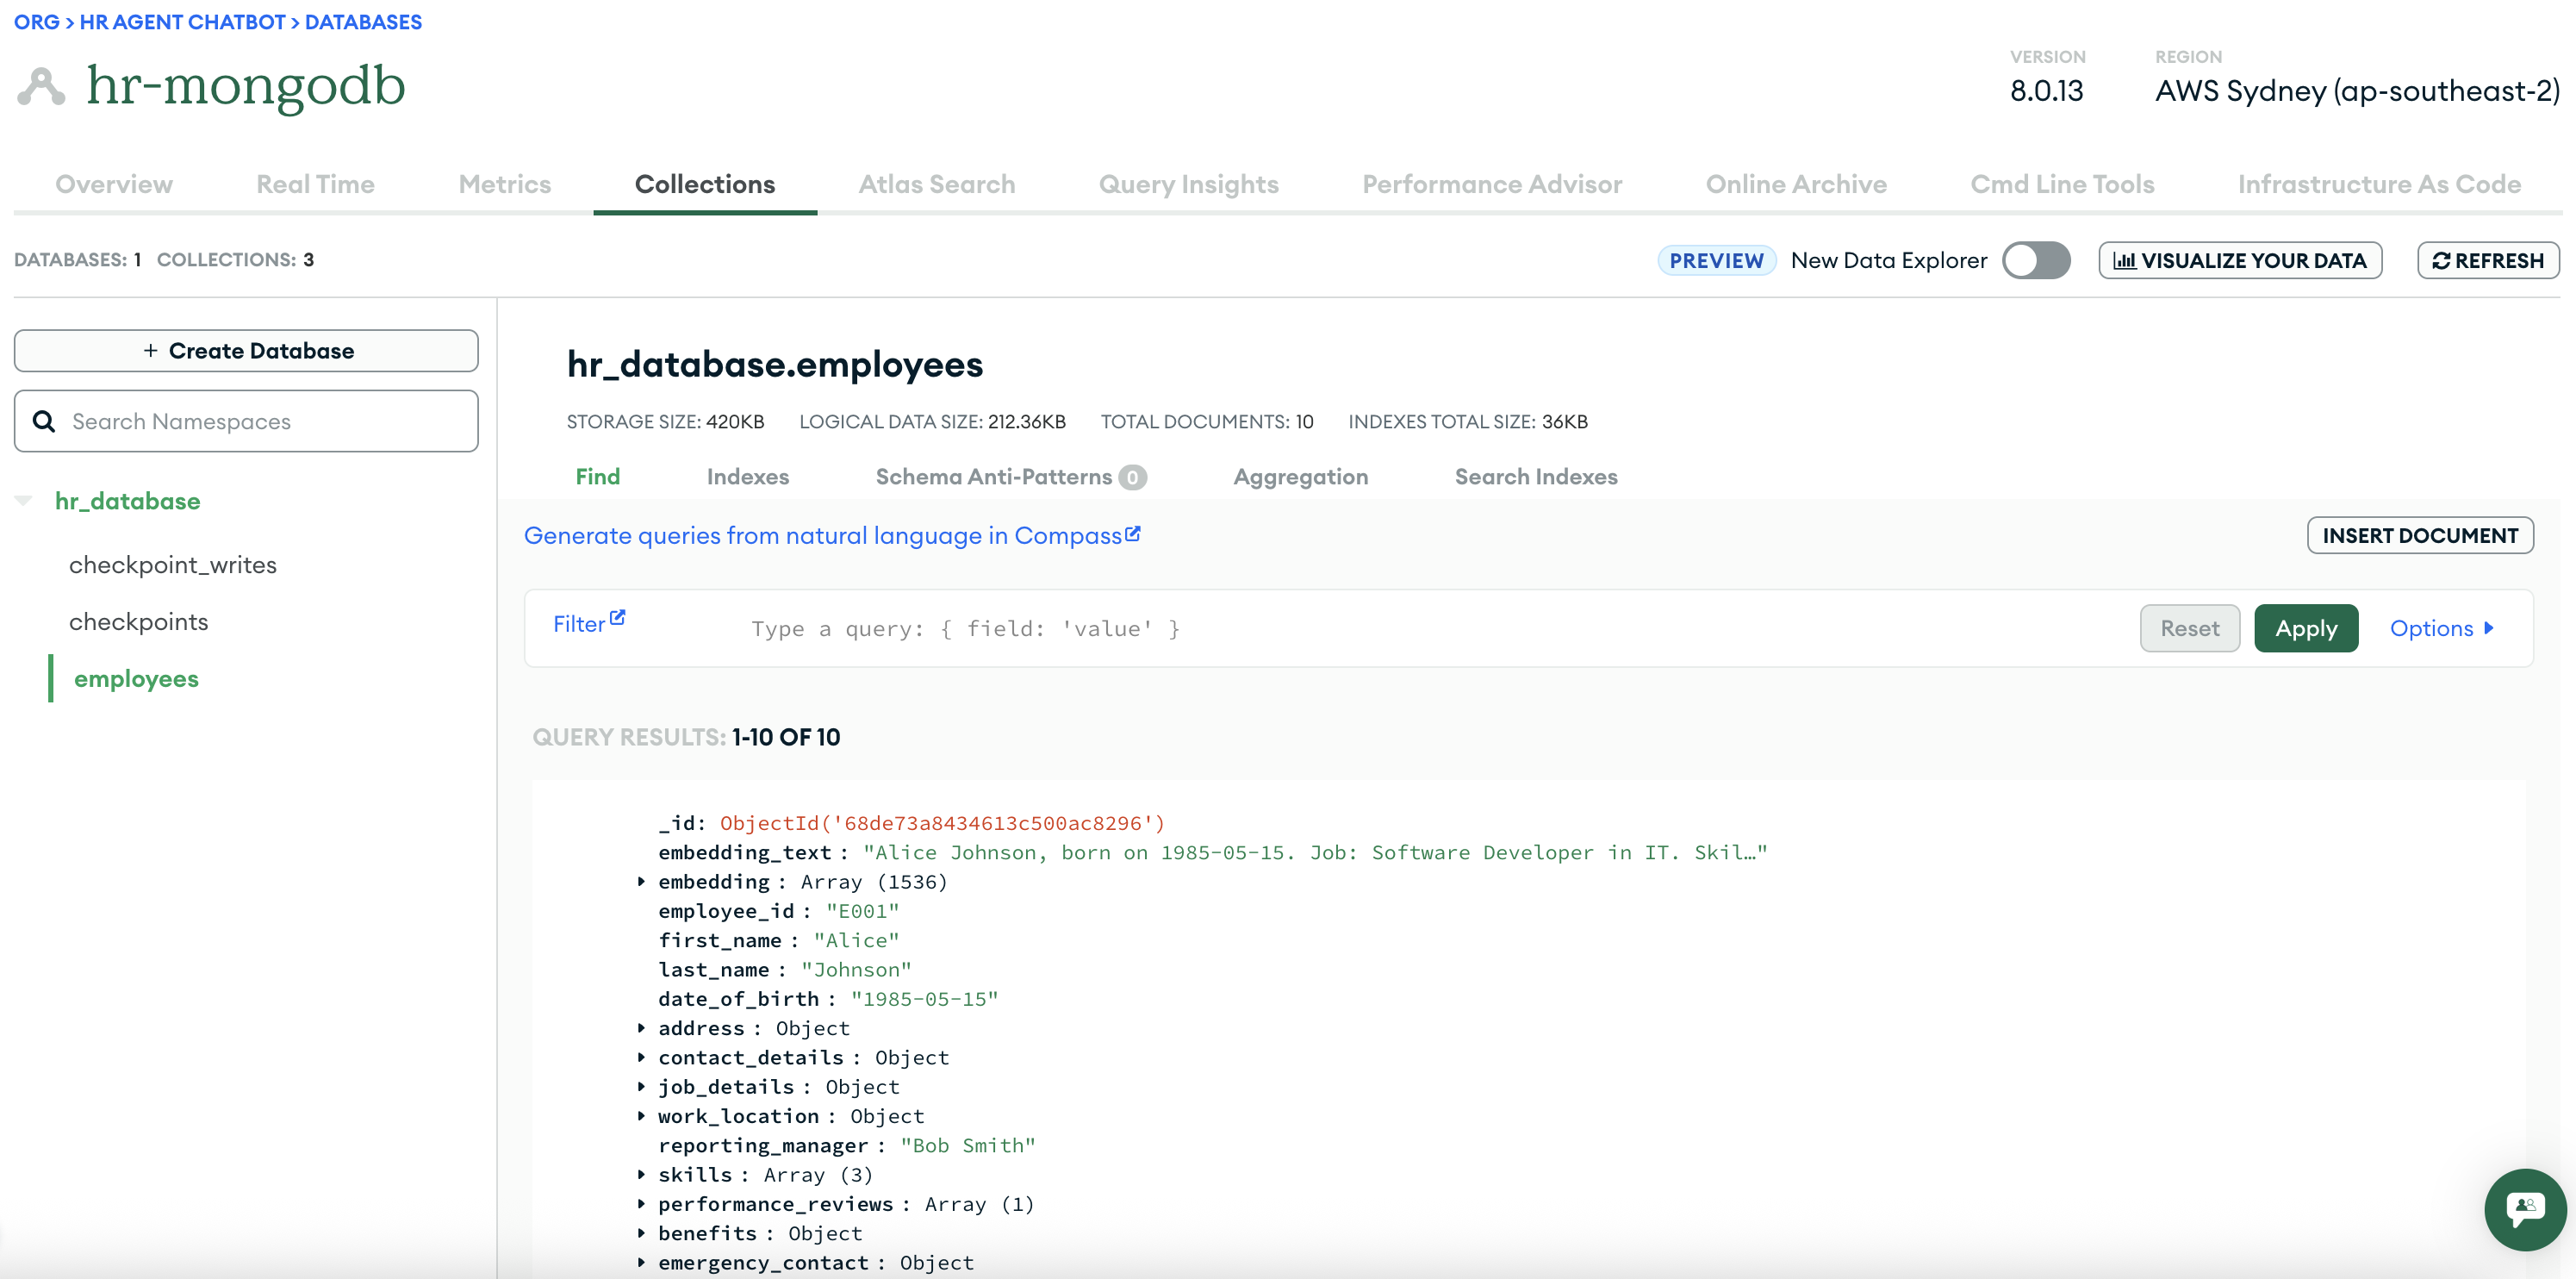 ORG > HR AGENT CHATBOT > DATABASES
hr-mongodb
VERSION
8.0.13
REGION
AWS Sydney (ap-southeast-2)
Overview Real Time Metrics Collections Atlas Search Query Insights Performance Advisor Online Archive Cmd Line Tools Infrastructure As Code
DATABASES: 1 COLLECTIONS: 3
PREVIEW New Data Explorer VISUALIZE YOUR DATA REFRESH
+ Create Database
Search Namespaces
hr_database
checkpoint_writes
checkpoints
employees
hr_database.employees
STORAGE SIZE: 420KB LOGICAL DATA SIZE: 212.36KB TOTAL DOCUMENTS: 10 INDEXES TOTAL SIZE: 36KB
Find Indexes Schema Anti-Patterns 0 Aggregation Search Indexes
Generate queries from natural language in Compass
INSERT DOCUMENT
Filter Type a query: { field: 'value' } Reset Apply Options
QUERY RESULTS: 1-10 OF 10
_id: ObjectId('68de73a8434613c500ac8296')
embedding_text : "Alice Johnson, born on 1985-05-15. Job: Software Developer in IT. Skil…"
embedding : Array (1536)
employee_id : "E001"
first_name : "Alice"
last_name : "Johnson"
date_of_birth : "1985-05-15"
address : Object
contact_details : Object
job_details : Object
work_location : Object
reporting_manager : "Bob Smith"
skills : Array (3)
performance_reviews : Array (1)
benefits : Object
emergency_contact : Object